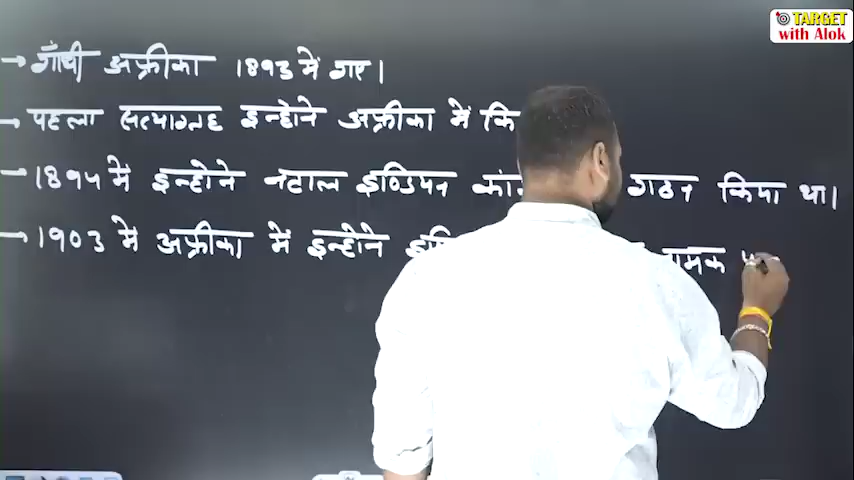 TARGET
with Alok
→ गाँधी अफ्रीका 1893 में गए।
→ पहला सत्याग्रह इन्होने अफ्रीका में कि
→ 1894 में इन्होने नटाल इण्डियन गठन किया था।
→ 1903 में अफ्रीका में इन्होने नामक